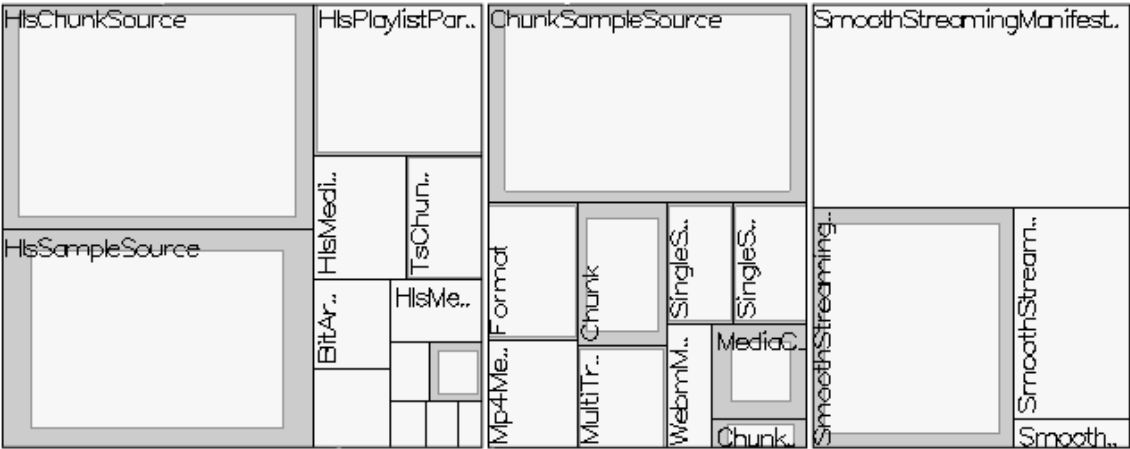 HlsChunkSource
HlsPlaylistPar..
ChunkSampleSource
SmoothStreamingManifest..
HlsMedi..
TsChun..
HlsSampleSource
BitAr..
HlsMe..
Format
Chunk
SingleS..
SingleS..
MediaC..
Mp4Me..
MultiTr..
WebmM..
Chunk..
SmoothStreaming..
SmoothStream..
Smooth..